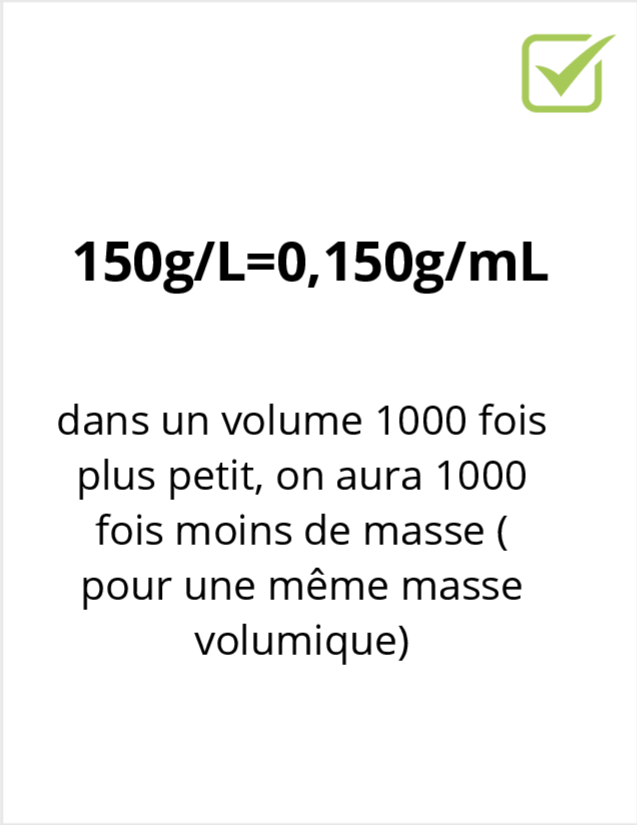 150g/L=0,150g/mL
dans un volume 1000 fois
plus petit, on aura 1000
fois moins de masse (
pour une même masse
volumique)